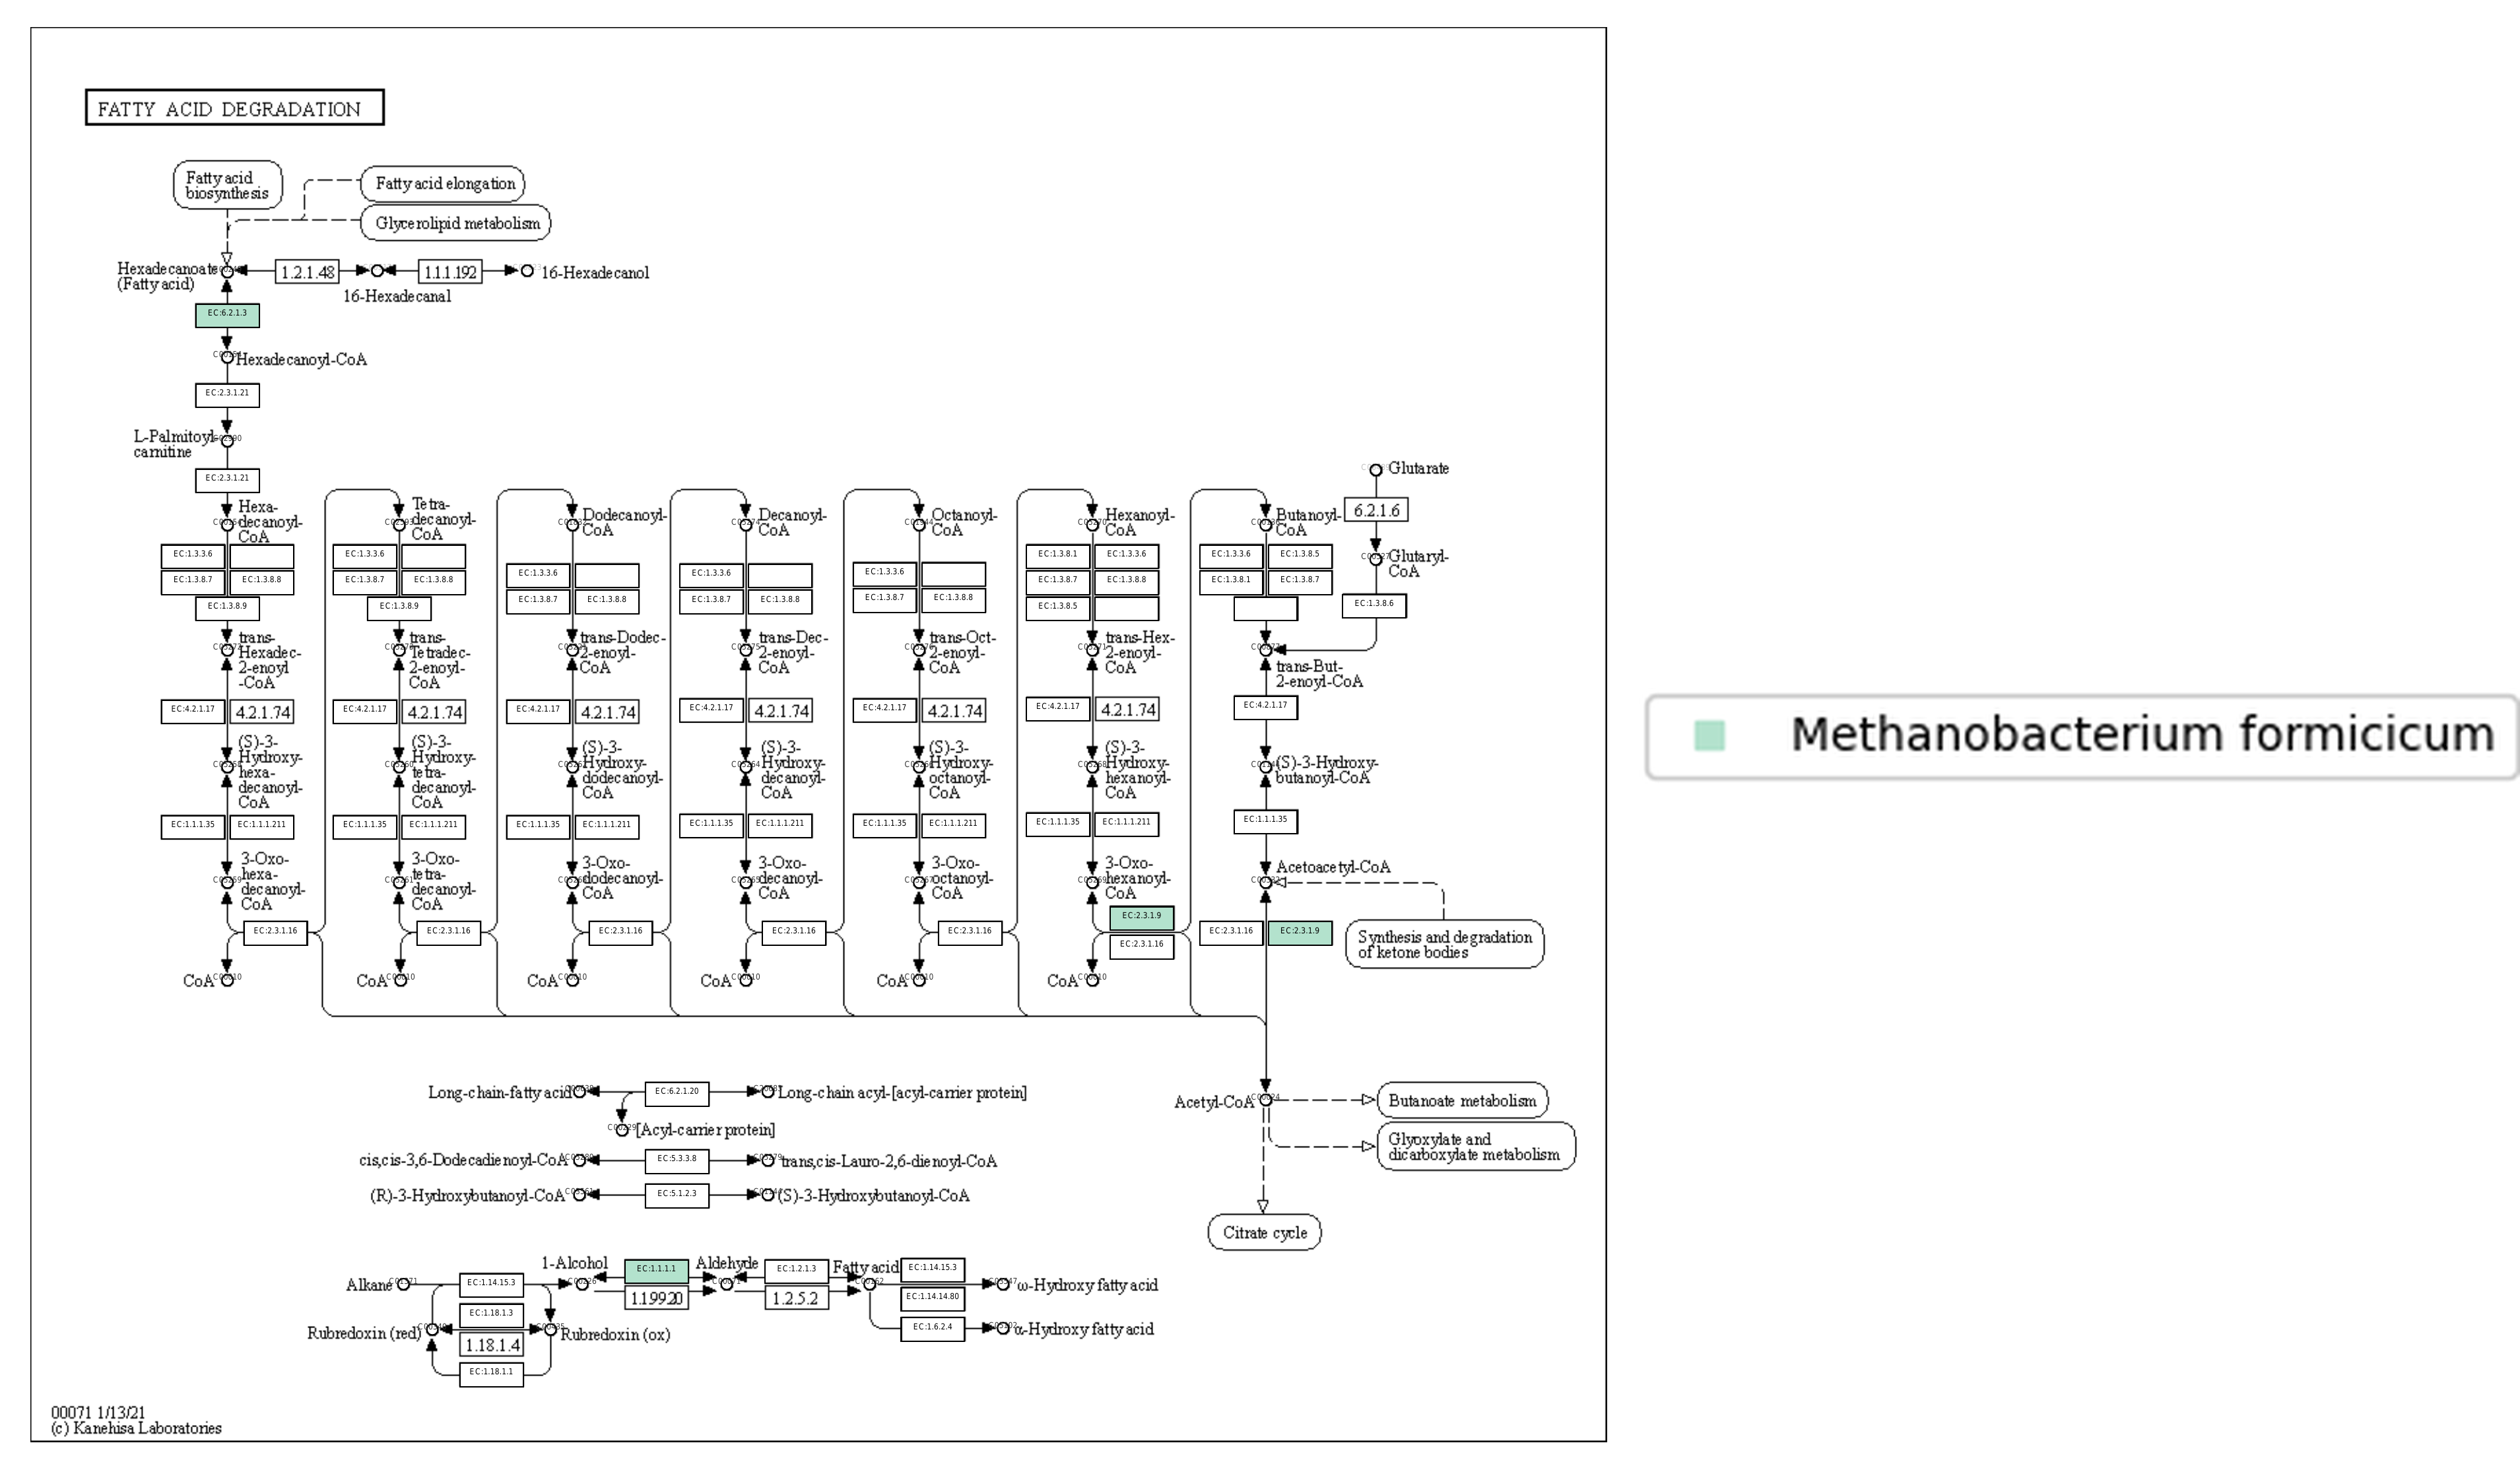 FATTY ACID DEGRADATION
Fatty acid
biosynthesis
Fatty acid elongation
Glycerolipid metabolism
Hexadecanoate
(Fatty acid)
1.2.1.48
1.1.1.192
16-Hexadecanol
16-Hexadecanal
EC:6.2.1.3
Hexadecanoyl-CoA
EC:2.3.1.21
L-Palmitoyl-
carnitine
EC:2.3.1.21
Glutarate
6.2.1.6
Glutaryl-
CoA
EC:1.3.8.6
Hexa-
decanoyl-
CoA
Tetra-
decanoyl-
CoA
Dodecanoyl-
CoA
Decanoyl-
CoA
Octanoyl-
CoA
Hexanoyl-
CoA
Butanoyl-
CoA
EC:1.3.3.6
EC:1.3.8.7 EC:1.3.8.8
EC:1.3.8.9
EC:1.3.3.6
EC:1.3.8.7 EC:1.3.8.8
EC:1.3.8.9
EC:1.3.3.6
EC:1.3.8.7 EC:1.3.8.8
EC:1.3.3.6
EC:1.3.8.7 EC:1.3.8.8
EC:1.3.3.6
EC:1.3.8.7 EC:1.3.8.8
EC:1.3.8.1 EC:1.3.3.6
EC:1.3.8.7 EC:1.3.8.8
EC:1.3.8.5
EC:1.3.3.6 EC:1.3.8.5
EC:1.3.8.1 EC:1.3.8.7
trans-
Hexadec-
2-enoyl
-CoA
trans-
Tetradec-
2-enoyl-
CoA
trans-Dodec-
2-enoyl-
CoA
trans-Dec-
2-enoyl-
CoA
trans-Oct-
2-enoyl-
CoA
trans-Hex-
2-enoyl-
CoA
trans-But-
2-enoyl-CoA
EC:4.2.1.17 4.2.1.74
EC:4.2.1.17 4.2.1.74
EC:4.2.1.17 4.2.1.74
EC:4.2.1.17 4.2.1.74
EC:4.2.1.17 4.2.1.74
EC:4.2.1.17 4.2.1.74
EC:4.2.1.17
(S)-3-
Hydroxy-
hexa-
decanoyl-
CoA
(S)-3-
Hydroxy-
tetra-
decanoyl-
CoA
(S)-3-
Hydroxy-
dodecanoyl-
CoA
(S)-3-
Hydroxy-
decanoyl-
CoA
(S)-3-
Hydroxy-
octanoyl-
CoA
(S)-3-
Hydroxy-
hexanoyl-
CoA
(S)-3-Hydroxy-
butanoyl-CoA
EC:1.1.1.35 EC:1.1.1.211
EC:1.1.1.35 EC:1.1.1.211
EC:1.1.1.35 EC:1.1.1.211
EC:1.1.1.35 EC:1.1.1.211
EC:1.1.1.35 EC:1.1.1.211
EC:1.1.1.35 EC:1.1.1.211
EC:1.1.1.35
3-Oxo-
hexa-
decanoyl-
CoA
3-Oxo-
tetra-
decanoyl-
CoA
3-Oxo-
dodecanoyl-
CoA
3-Oxo-
decanoyl-
CoA
3-Oxo-
octanoyl-
CoA
3-Oxo-
hexanoyl-
CoA
Acetoacetyl-CoA
EC:2.3.1.16
EC:2.3.1.16
EC:2.3.1.16
EC:2.3.1.16
EC:2.3.1.16
EC:2.3.1.9
EC:2.3.1.16
EC:2.3.1.16 EC:2.3.1.9
Synthesis and degradation
of ketone bodies
CoA
CoA
CoA
CoA
CoA
CoA
Long-chain-fatty acid
EC:6.2.1.20
Long-chain acyl-[acyl-carrier protein]
[Acyl-carrier protein]
cis,cis-3,6-Dodecadienoyl-CoA
EC:5.3.3.8
trans,cis-Lauro-2,6-dienoyl-CoA
(R)-3-Hydroxybutanoyl-CoA
EC:5.1.2.3
(S)-3-Hydroxybutanoyl-CoA
Acetyl-CoA
Butanoate metabolism
Glyoxylate and
dicarboxylate metabolism
Citrate cycle
Alkane
EC:1.14.15.3
1-Alcohol
EC:1.1.1.1
1.1.99.20
Aldehyde
EC:1.2.1.3
1.2.5.2
Fatty acid
EC:1.14.15.3
EC:1.14.14.80
ω-Hydroxy fatty acid
EC:1.6.2.4
α-Hydroxy fatty acid
EC:1.18.1.3
Rubredoxin (red)
Rubredoxin (ox)
1.18.1.4
EC:1.18.1.1
00071 1/13/21
(c) Kanehisa Laboratories
Methanobacterium formicicum